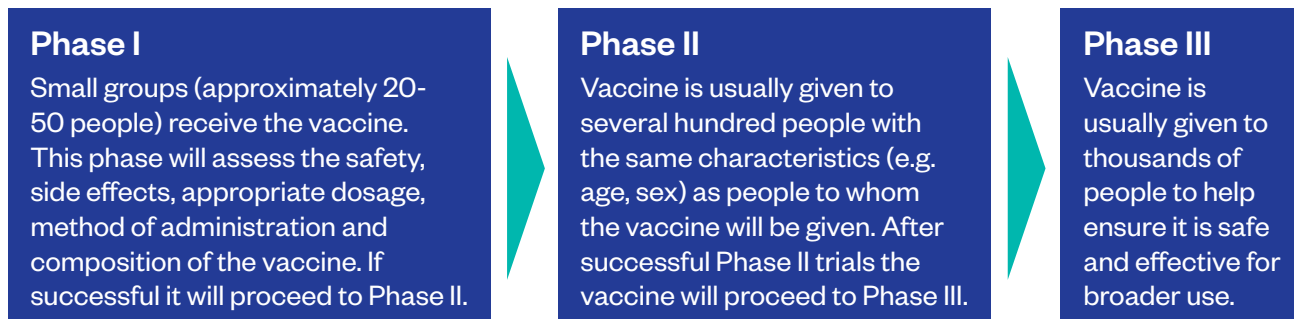 Phase I
Small groups (approximately 20-
50 people) receive the vaccine.
This phase will assess the safety,
side effects, appropriate dosage,
method of administration and
composition of the vaccine. If
successful it will proceed to Phase II.
Phase II
Vaccine is usually given to
several hundred people with
the same characteristics (e.g.
age, sex) as people to whom
the vaccine will be given. After
successful Phase II trials the
vaccine will proceed to Phase III.
Phase III
Vaccine is
usually given to
thousands of
people to help
ensure it is safe
and effective for
broader use.